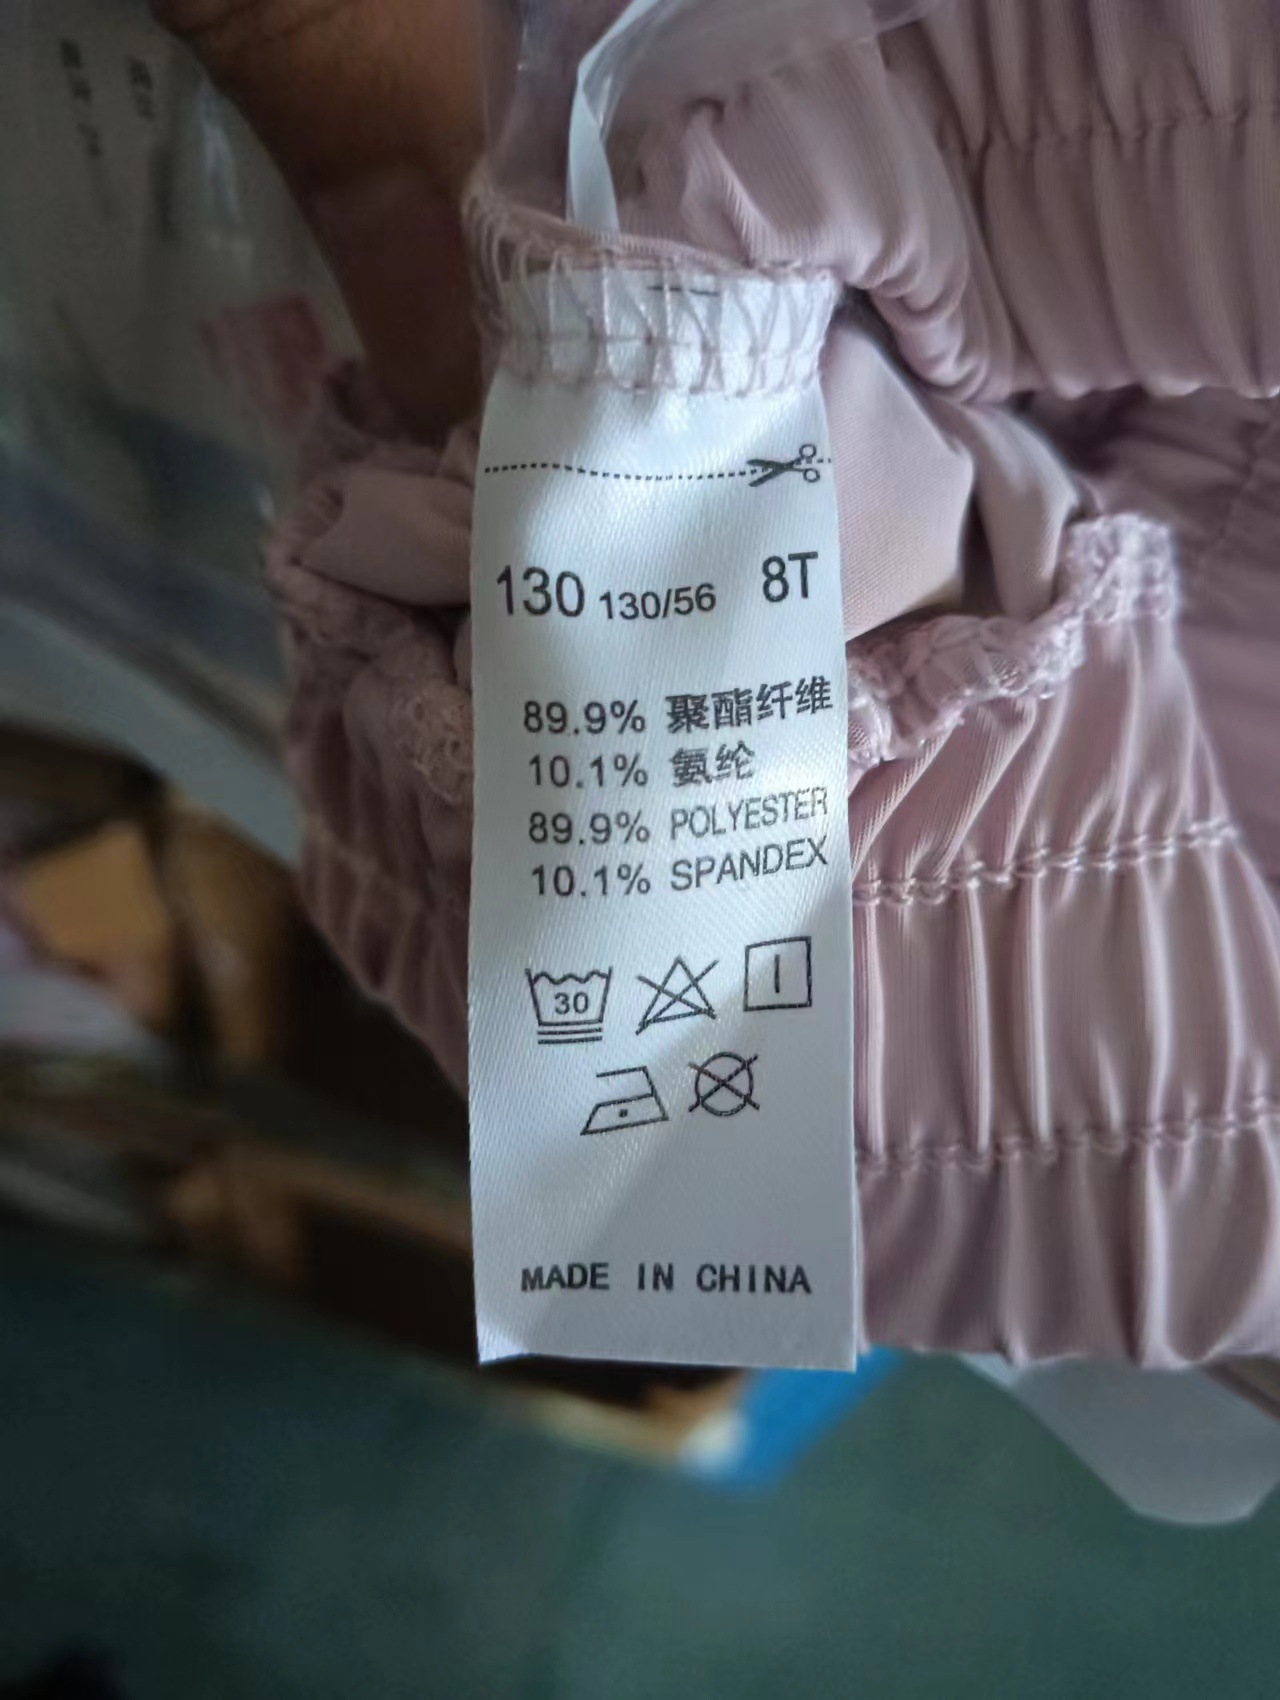 130 130/56 8T
89.9% 聚酯纤维
10.1% 氨纶
89.9% POLYESTER
10.1% SPANDEX
30
MADE IN CHINA